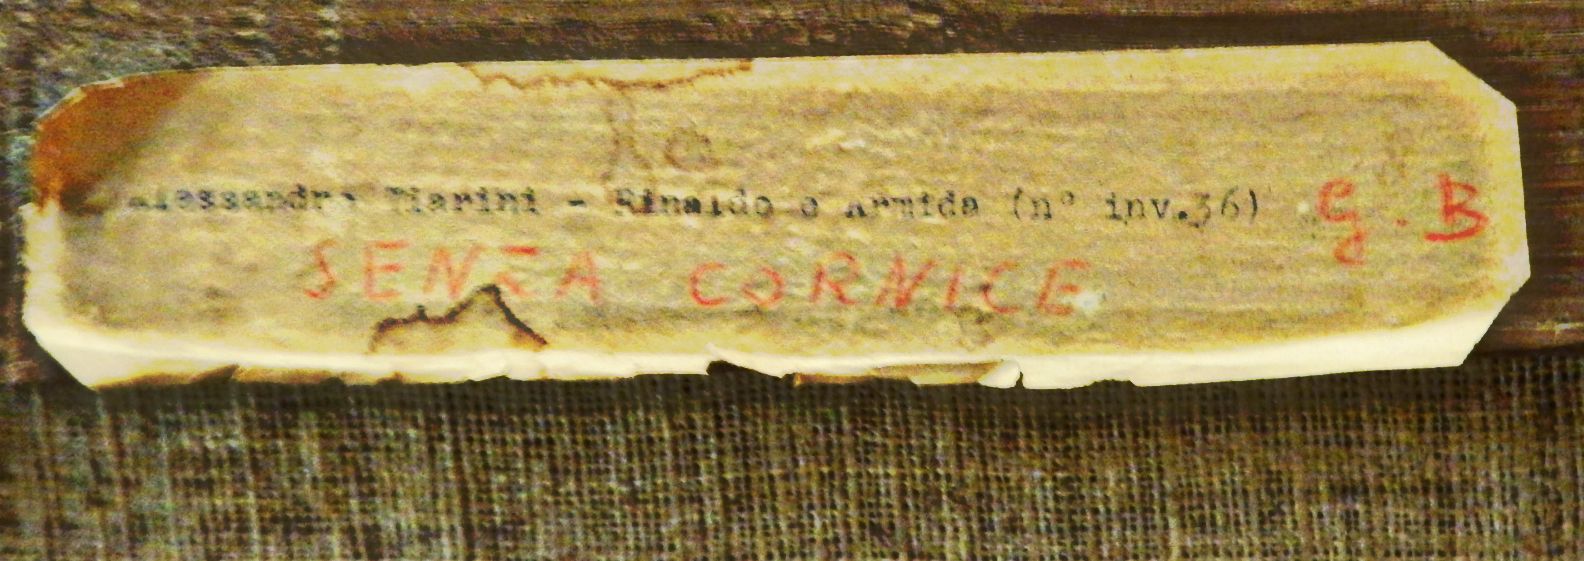 Alessandro Tiarini - Rinaldo e Armida (n° inv.36) G.B
SENZA CORNICE